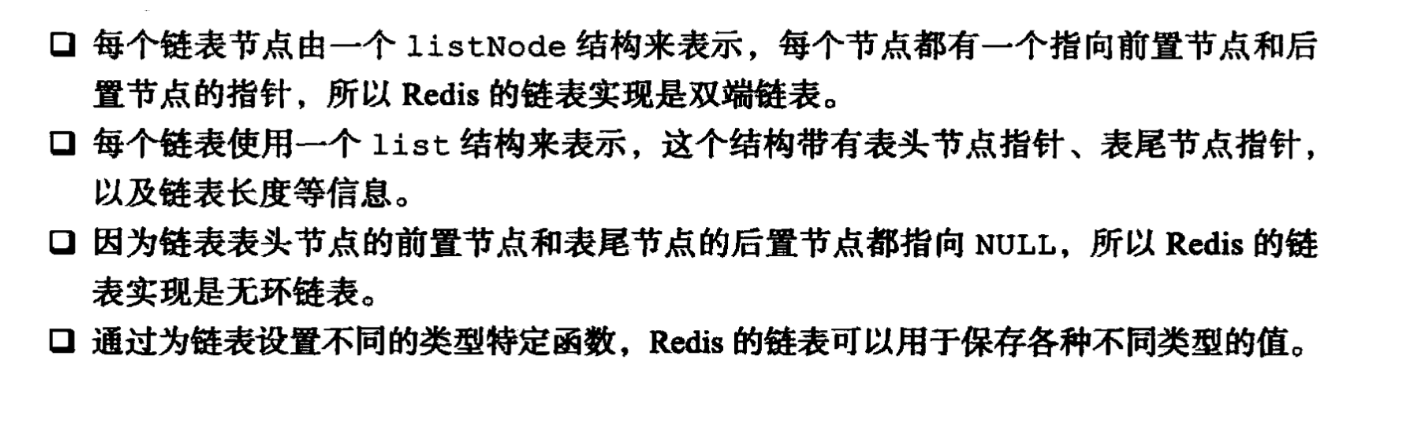 ❑ 每个链表节点由一个 listNode 结构来表示，每个节点都有一个指向前置节点和后
置节点的指针，所以 Redis 的链表实现是双端链表。
❑ 每个链表使用一个 list 结构来表示，这个结构带有表头节点指针、表尾节点指针，
以及链表长度等信息。
❑ 因为链表表头节点的前置节点和表尾节点的后置节点都指向 NULL，所以 Redis 的链
表实现是无环链表。
❑ 通过为链表设置不同的类型特定函数，Redis 的链表可以用于保存各种不同类型的值。